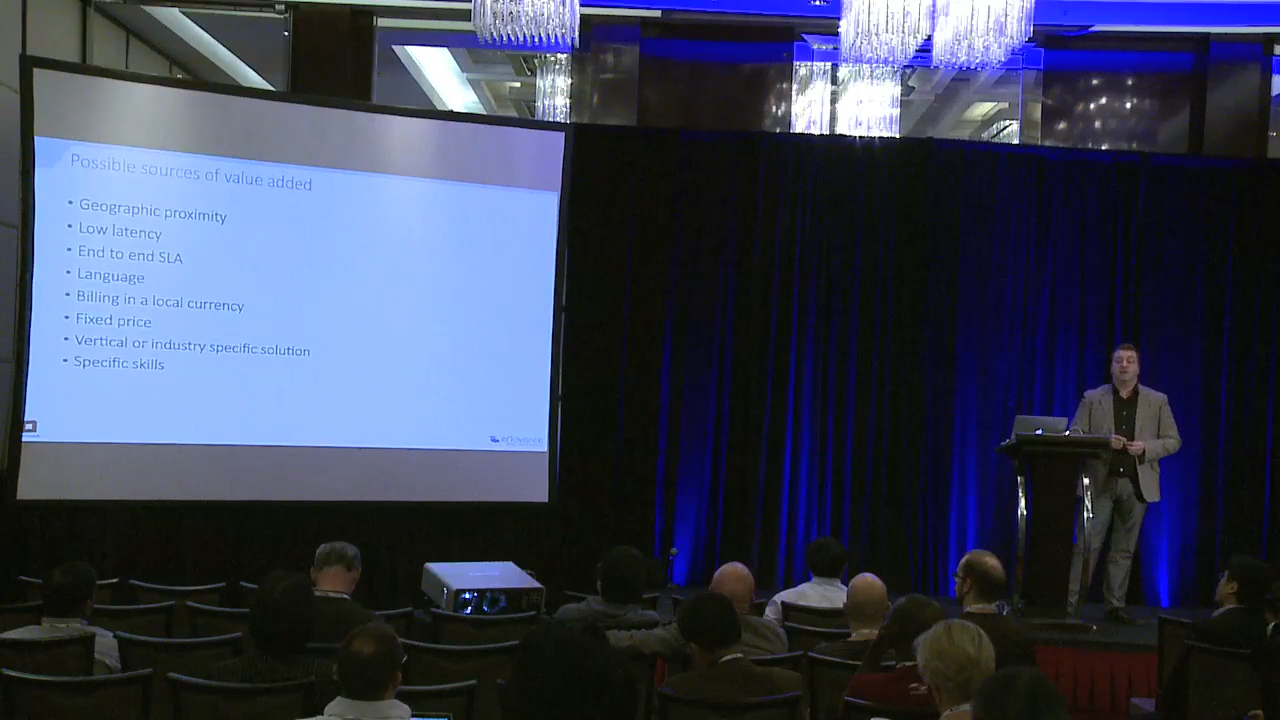 Possible sources of value added
• Geographic proximity
• Low latency
• End to end SLA
• Language
• Billing in a local currency
• Fixed price
• Vertical or industry specific solution
• Specific skills
enovance